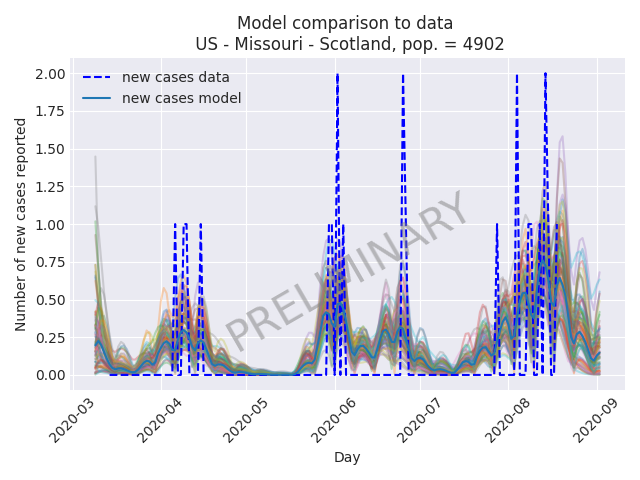 Model comparison to data
US - Missouri - Scotland, pop. = 4902
new cases data
new cases model
PRELIMINARY
Number of new cases reported
2.00
1.75
1.50
1.25
1.00
0.75
0.50
0.25
0.00
2020-03
2020-04
2020-05
2020-06
2020-07
2020-08
2020-09
Day